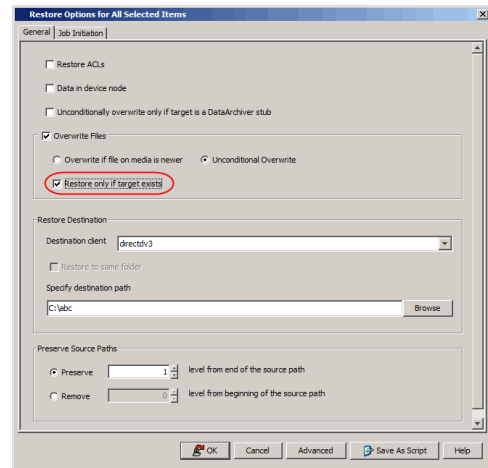 Restore Options for All Selected Items
General Job Initiation
Restore ACLs
Data in device node
Unconditionally overwrite only if target is a DataArchiver stub
Overwrite Files
Overwrite if file on media is newer Unconditional Overwrite
Restore only if target exists
Restore Destination
Destination client directdv3
Restore to same folder
Specify destination path
C:\abc Browse
Preserve Source Paths
Preserve 1 level from end of the source path
Remove 0 level from beginning of the source path
OK Cancel Advanced Save As Script Help